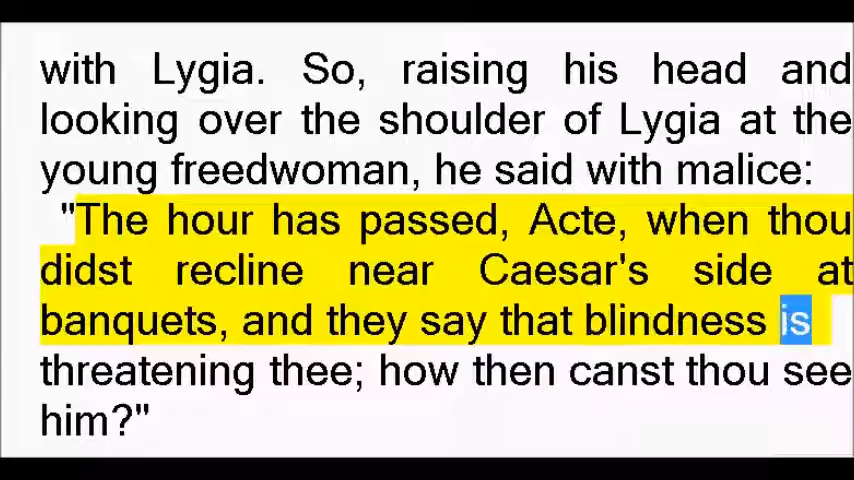 with Lygia. So, raising his head and
looking over the shoulder of Lygia at the
young freedwoman, he said with malice:
"The hour has passed, Acte, when thou
didst recline near Caesar's side at
banquets, and they say that blindness is
threatening thee; how then canst thou see
him?"